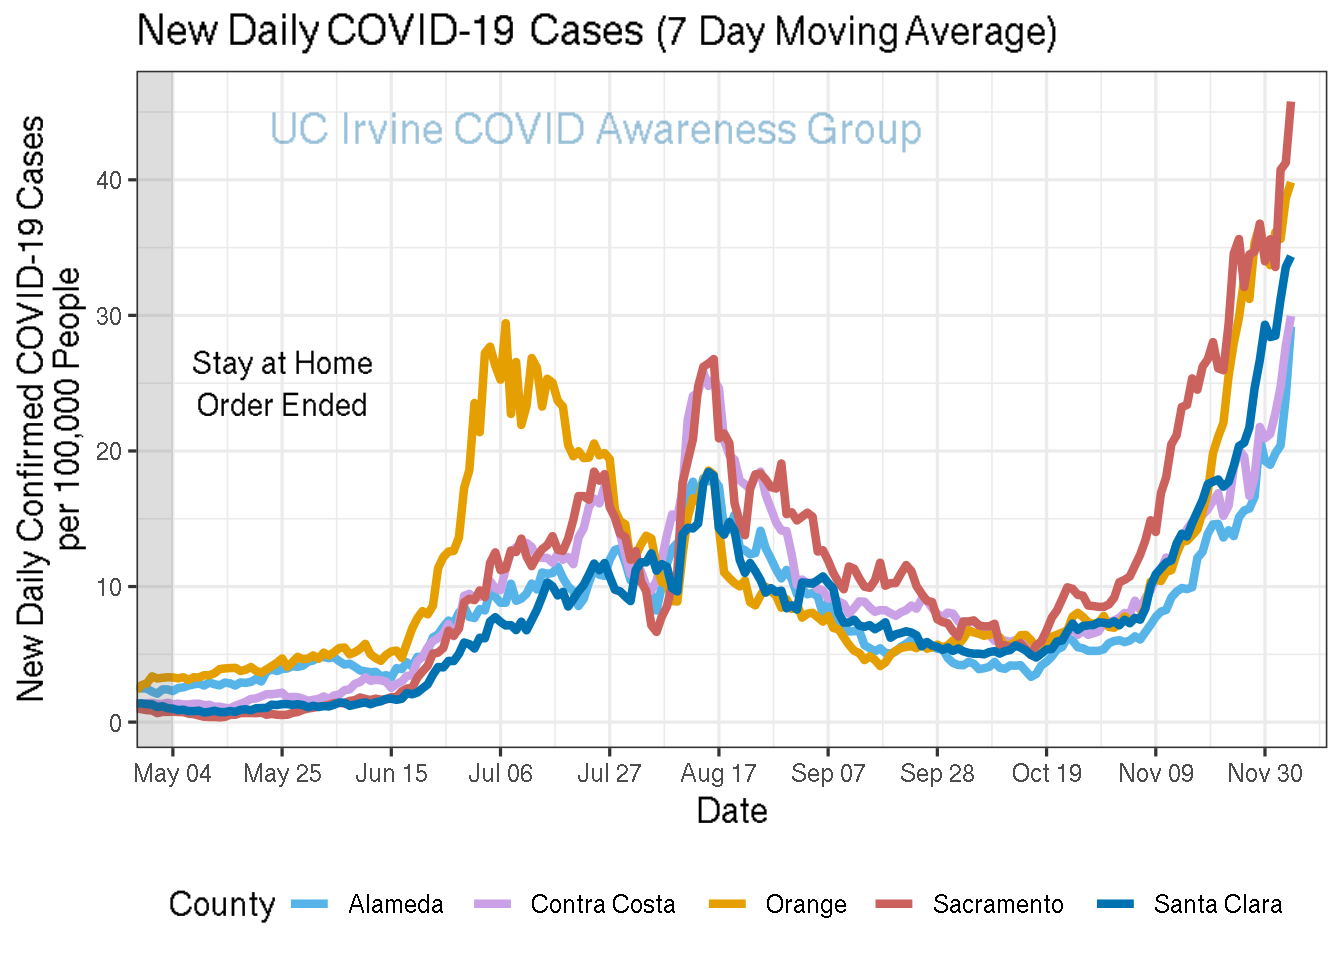 New Daily COVID-19 Cases (7 Day Moving Average)
UC Irvine COVID Awareness Group
New Daily Confirmed COVID-19 Cases
per 100,000 People
40
30
20
10
0
Stay at Home
Order Ended
May 04
May 25
Jun 15
Jul 06
Jul 27
Aug 17
Sep 07
Sep 28
Oct 19
Nov 09
Nov 30
Date
County
Alameda
Contra Costa
Orange
Sacramento
Santa Clara